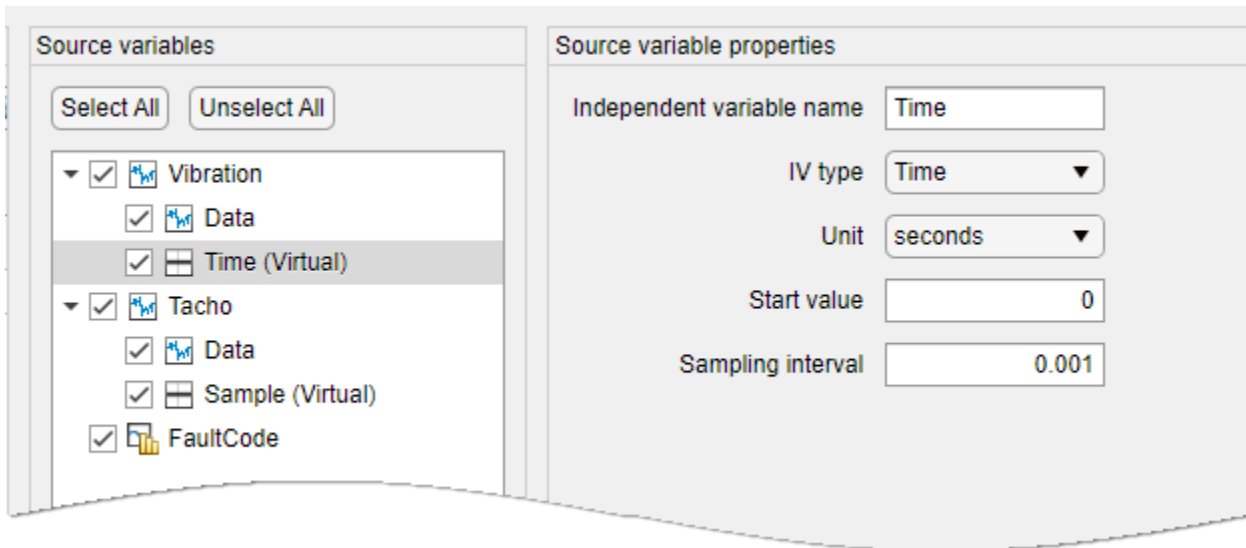 Source variables
Select All Unselect All
Vibration
Data
Time (Virtual)
Tacho
Data
Sample (Virtual)
FaultCode
Source variable properties
Independent variable name Time
IV type Time
Unit seconds
Start value 0
Sampling interval 0.001